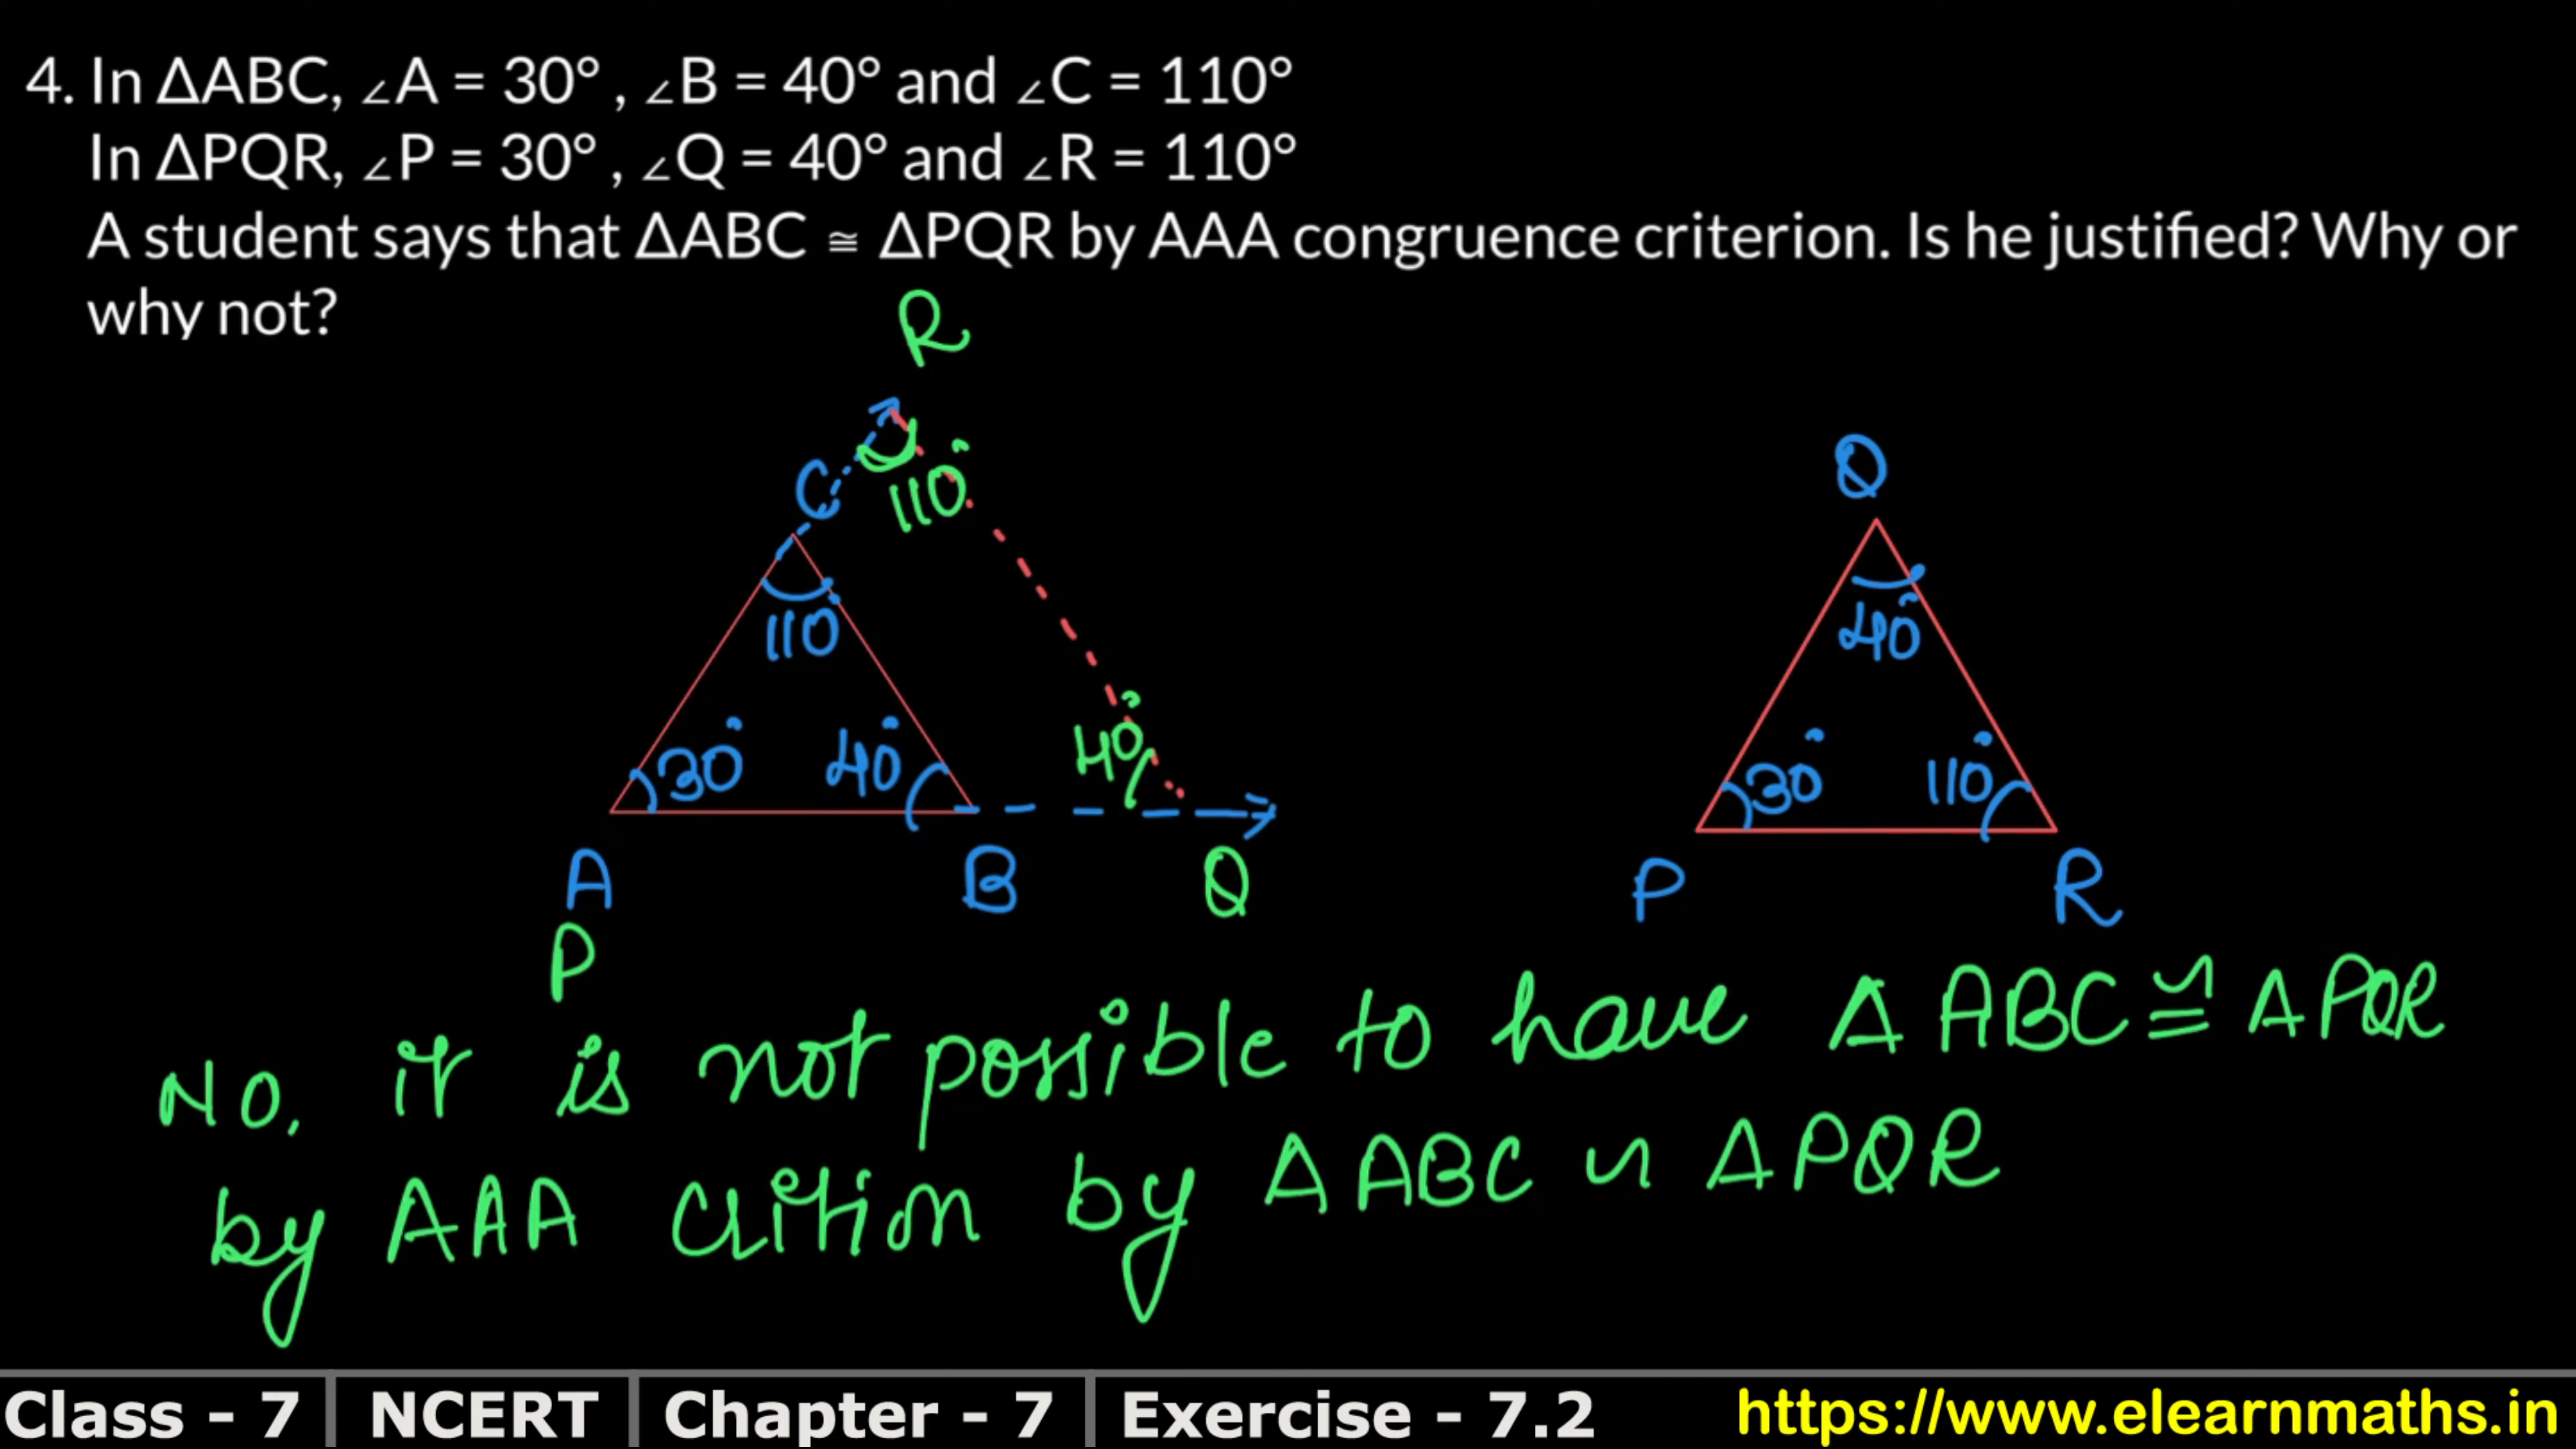 4. In ΔABC, ∠A = 30° , ∠B = 40° and ∠C = 110°
In ΔPQR, ∠P = 30° , ∠Q = 40° and ∠R = 110°
A student says that ΔABC ≅ ΔPQR by AAA congruence criterion. Is he justified? Why or
why not?
R
C
110°
110
30°
40°
40°
A
B
Q
P
Q
40°
30°
110°
P
R
No, it is not possible to have Δ ABC ≅ Δ PQR
by AAA by Δ ABC ∽ Δ PQR
Class - 7 | NCERT | Chapter - 7 | Exercise - 7.2
https://www.elearnmaths.in